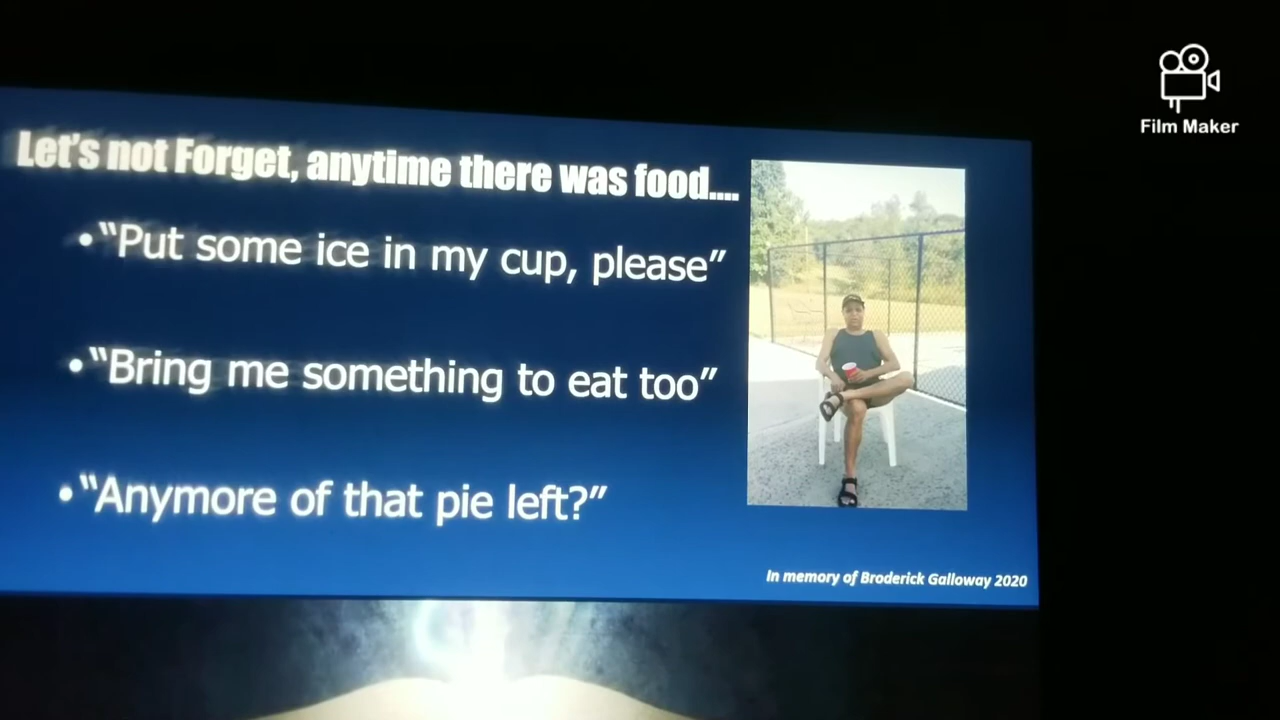 Film Maker
Let's not Forget, anytime there was food....
•"Put some ice in my cup, please"
•"Bring me something to eat too"
•"Anymore of that pie left?"
In memory of Broderick Galloway 2020